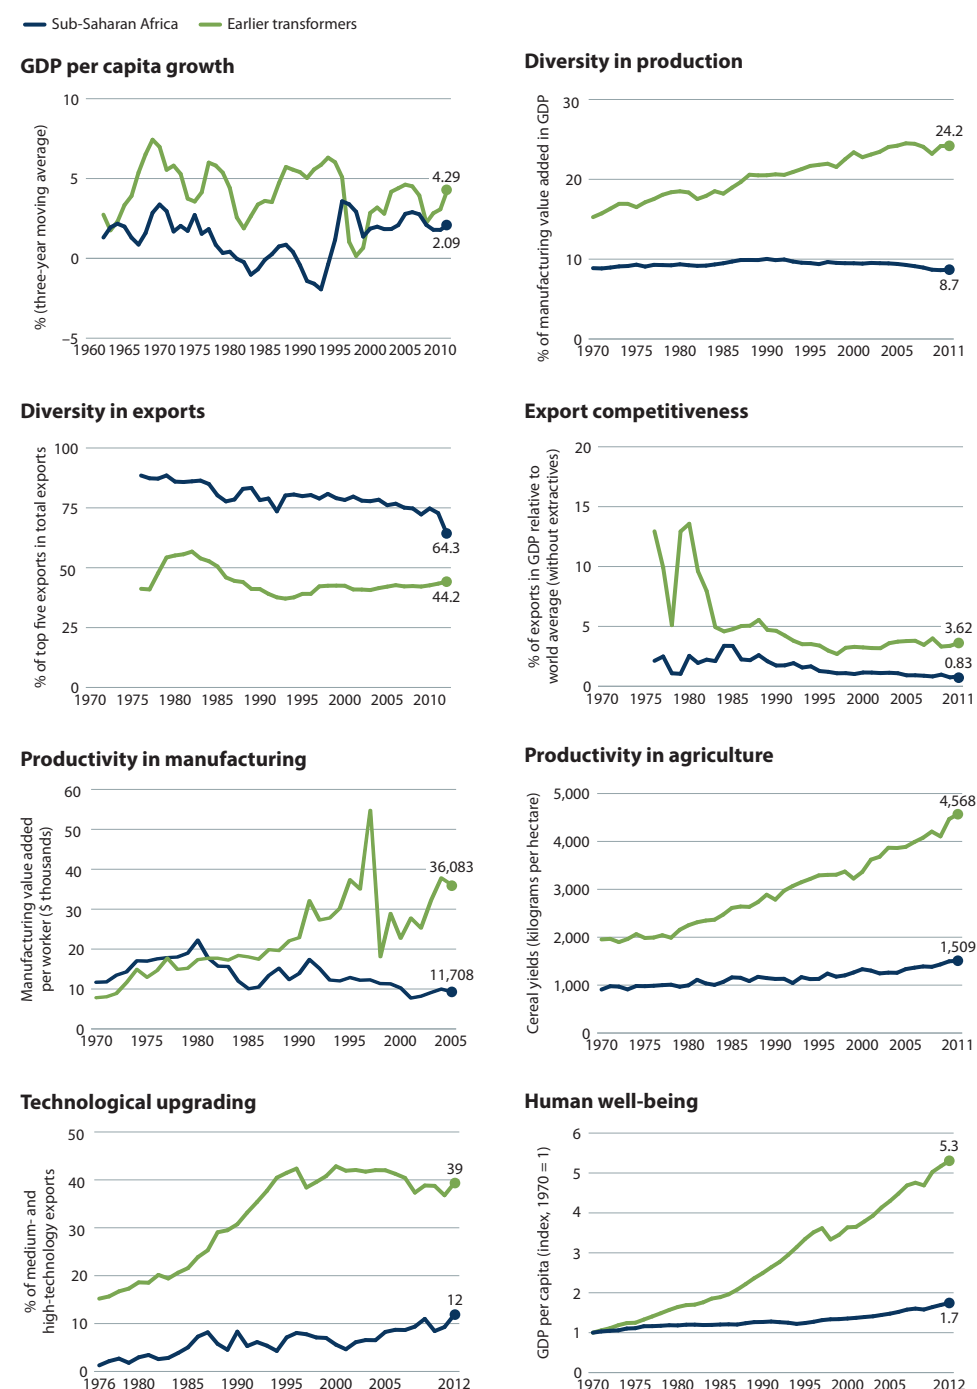 Sub-Saharan Africa Earlier transformers
GDP per capita growth
% (three-year moving average)
10
5
0
–5
4.29
2.09
1960 1965 1970 1975 1980 1985 1990 1995 2000 2005 2010
Diversity in production
% of manufacturing value added in GDP
30
20
10
0
24.2
8.7
1970 1975 1980 1985 1990 1995 2000 2005 2011
Diversity in exports
% of top five exports in total exports
100
75
50
25
0
64.3
44.2
1970 1975 1980 1985 1990 1995 2000 2005 2010
Export competitiveness
% of exports in GDP relative to
world average (without extractives)
20
15
10
5
0
3.62
0.83
1970 1975 1980 1985 1990 1995 2000 2005 2011
Productivity in manufacturing
Manufacturing value added
per worker ($ thousands)
60
50
40
30
20
10
0
36,083
11,708
1970 1975 1980 1985 1990 1995 2000 2005
Productivity in agriculture
Cereal yields (kilograms per hectare)
5,000
4,000
3,000
2,000
1,000
0
4,568
1,509
1970 1975 1980 1985 1990 1995 2000 2005 2011
Technological upgrading
% of medium- and
high-technology exports
50
40
30
20
10
0
39
12
1976 1980 1985 1990 1995 2000 2005 2012
Human well-being
GDP per capita (index, 1970 = 1)
6
5
4
3
2
1
0
5.3
1.7
1970 1975 1980 1985 1990 1995 2000 2005 2012